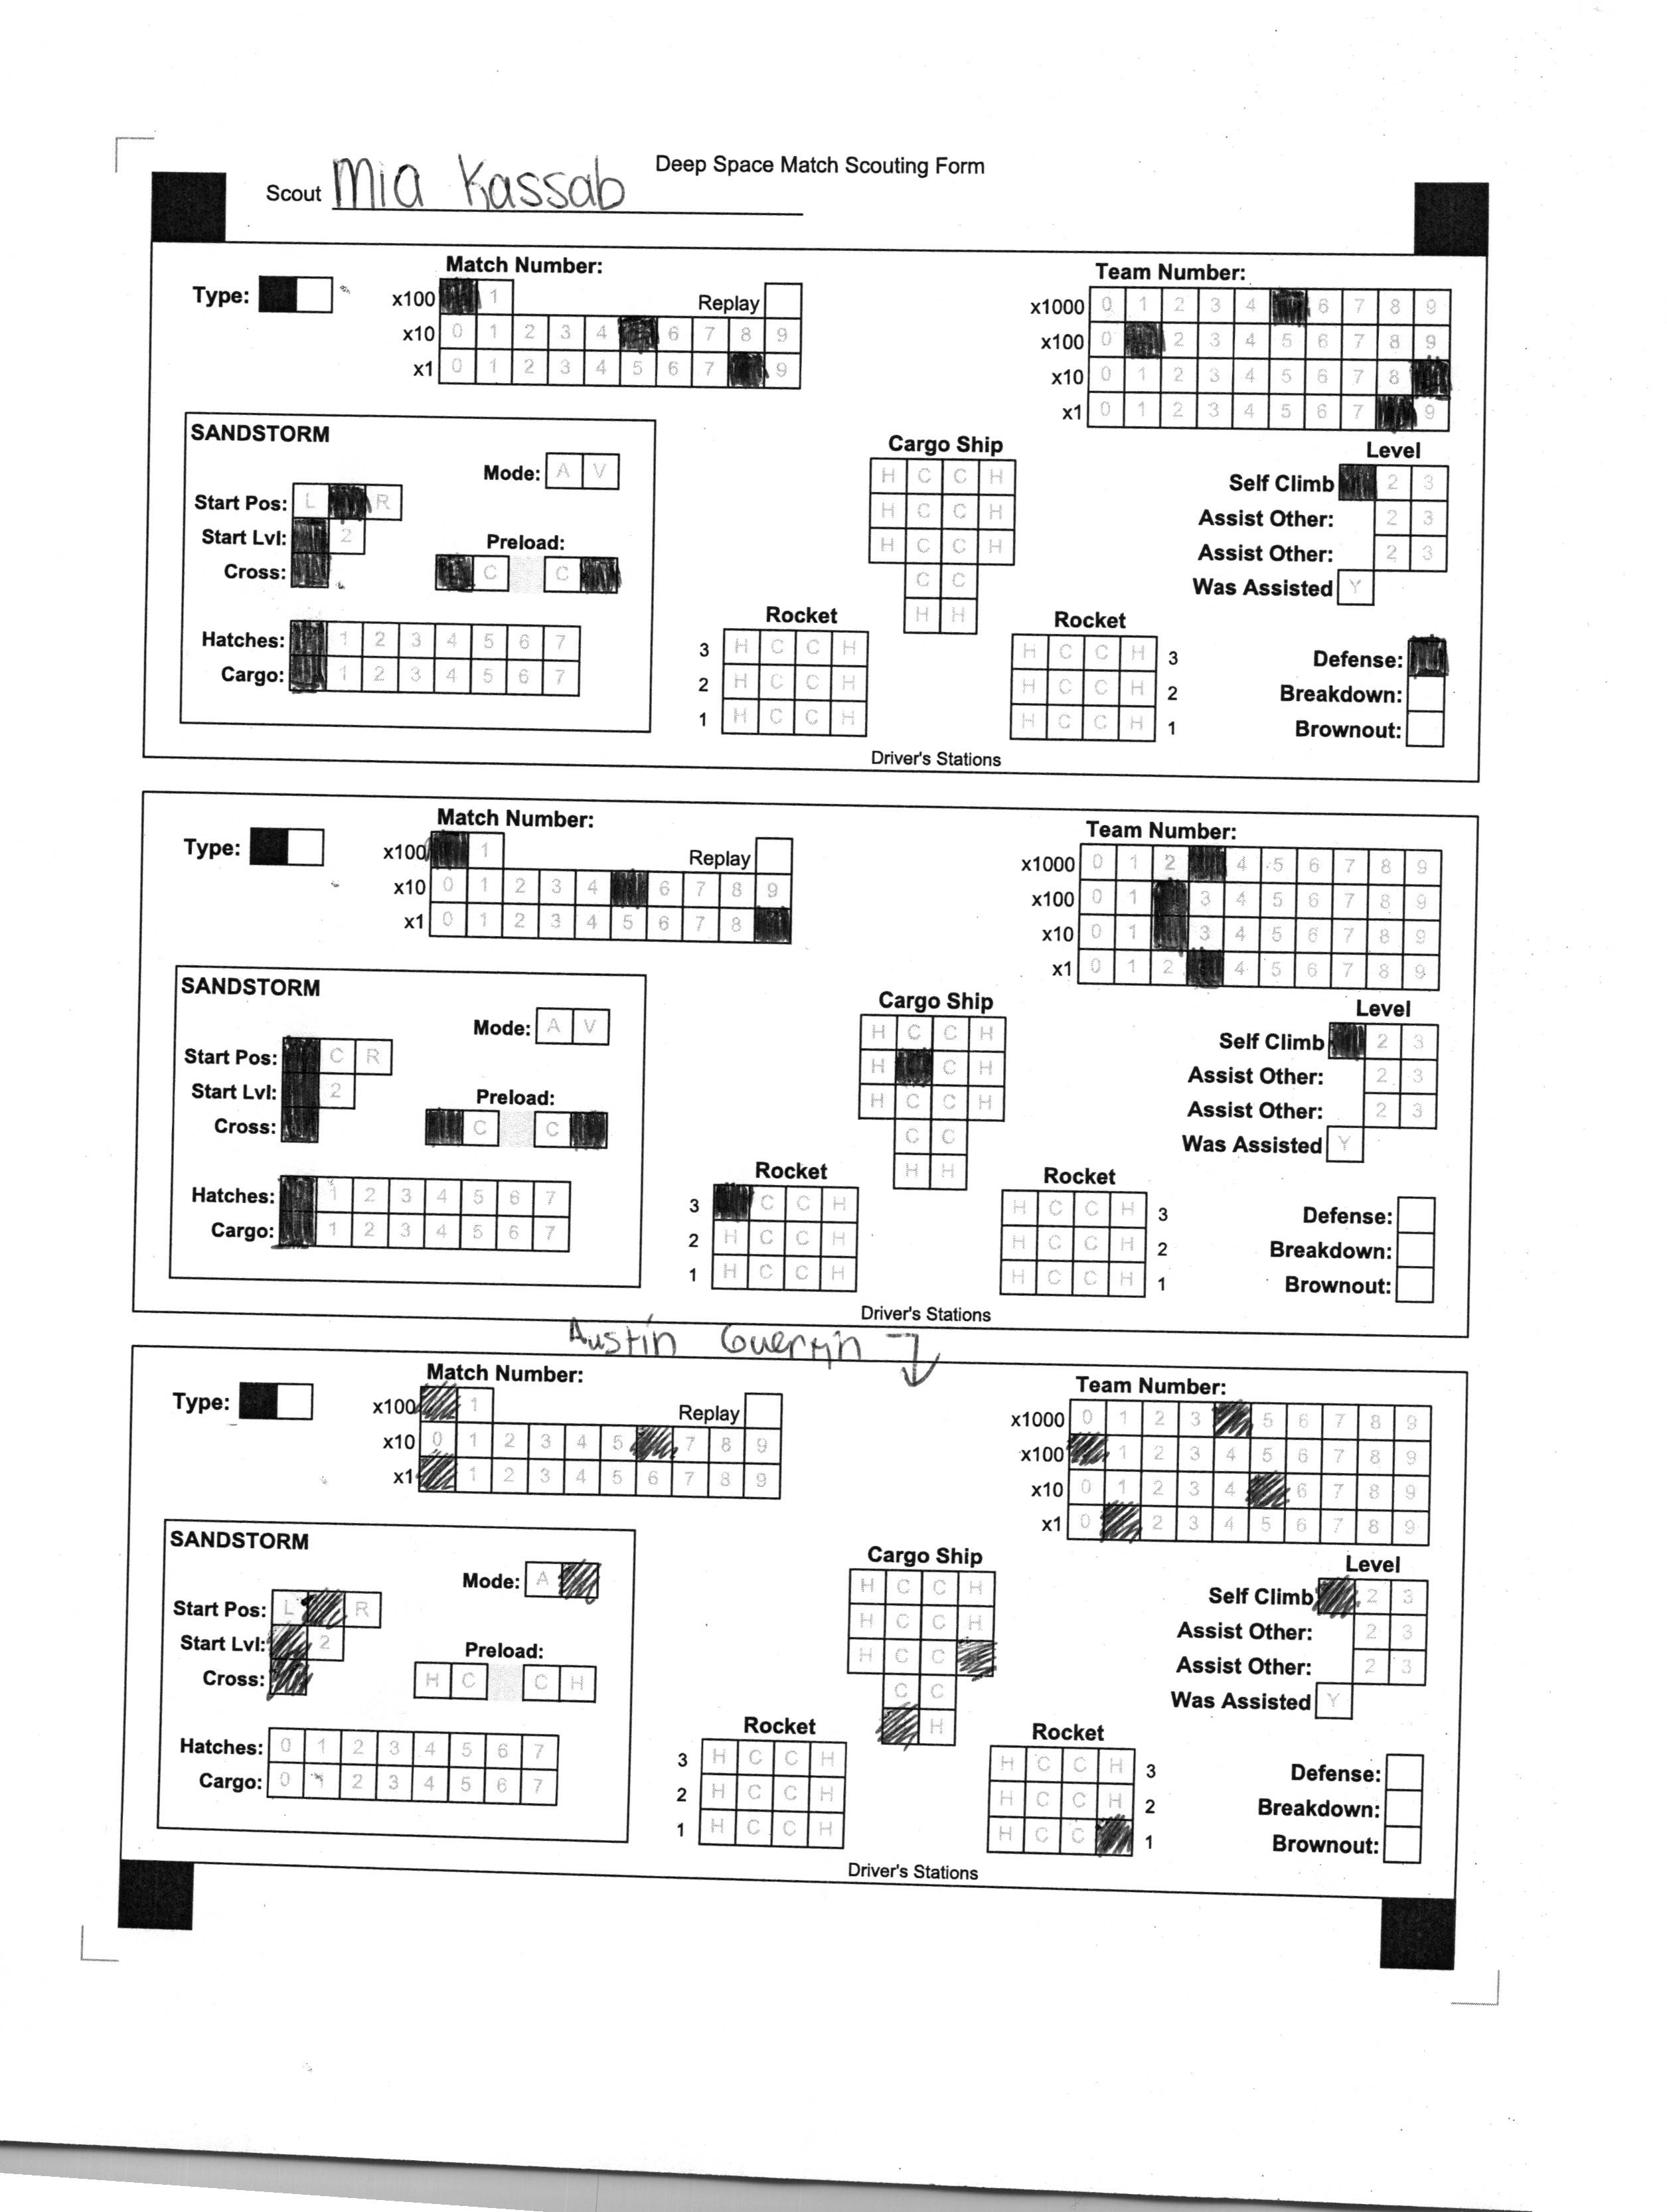 Deep Space Match Scouting Form
Scout Mia Kassab
Match Number: Team Number:
Type: x100 1 Replay x1000 0 1 2 3 4 6 7 8 9
x10 0 1 2 3 4 6 7 8 9 x100 0 2 3 4 5 6 7 8 9
x1 0 1 2 3 4 5 6 7 9 x10 0 1 2 3 4 5 6 7 8
x1 0 1 2 3 4 5 6 7 9
SANDSTORM Cargo Ship Level
Mode: A V H C C H Self Climb 2 3
Start Pos: L R H C C H Assist Other: 2 3
Start Lvl: 2 Preload: H C C H Assist Other: 2 3
Cross: C C C C Was Assisted Y
H H
Rocket Rocket
Hatches: 1 2 3 4 5 6 7 3 H C C H H C C H 3 Defense:
Cargo: 1 2 3 4 5 6 7 2 H C C H H C C H 2 Breakdown:
1 H C C H H C C H 1 Brownout:
Driver's Stations
Match Number: Team Number:
Type: x100 1 Replay x1000 0 1 2 4 5 6 7 8 9
x10 0 1 2 3 4 6 7 8 9 x100 0 1 3 4 5 6 7 8 9
x1 0 1 2 3 4 5 6 7 8 x10 0 1 3 4 5 6 7 8 9
x1 0 1 2 4 5 6 7 8 9
SANDSTORM Cargo Ship Level
Mode: A V H C C H Self Climb 2 3
Start Pos: C R H C H Assist Other: 2 3
Start Lvl: 2 Preload: H C C H Assist Other: 2 3
Cross: C C C C Was Assisted Y
H H
Rocket Rocket
Hatches: 1 2 3 4 5 6 7 3 C C H H C C H 3 Defense:
Cargo: 1 2 3 4 5 6 7 2 H C C H H C C H 2 Breakdown:
1 H C C H H C C H 1 Brownout:
Driver's Stations
Austin Guertin
Match Number: Team Number:
Type: x100 1 Replay x1000 0 1 2 3 5 6 7 8 9
x10 0 1 2 3 4 5 7 8 9 x100 1 2 3 4 5 6 7 8 9
x1 1 2 3 4 5 6 7 8 9 x10 0 1 2 3 4 6 7 8 9
x1 0 2 3 4 5 6 7 8 9
SANDSTORM Cargo Ship Level
Mode: A H C C H Self Climb 2 3
Start Pos: L R H C C H Assist Other: 2 3
Start Lvl: 2 Preload: H C C Assist Other: 2 3
Cross: H C C H C C Was Assisted Y
H
Rocket Rocket
Hatches: 0 1 2 3 4 5 6 7 3 H C C H H C C H 3 Defense:
Cargo: 0 1 2 3 4 5 6 7 2 H C C H H C C H 2 Breakdown:
1 H C C H H C C 1 Brownout:
Driver's Stations